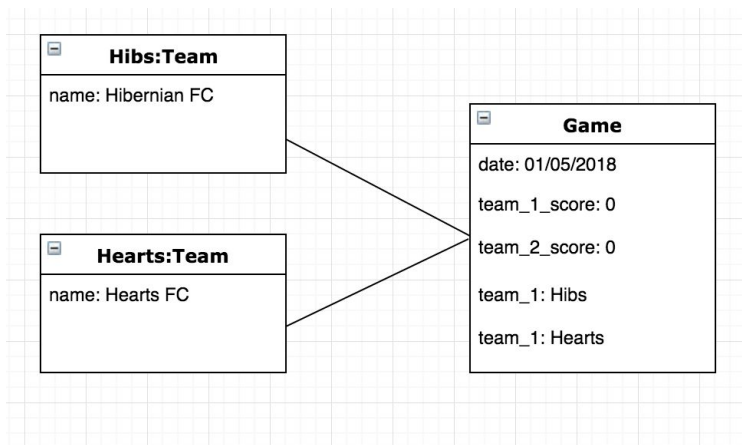 Hibs:Team
name: Hibernian FC
Hearts:Team
name: Hearts FC
Game
date: 01/05/2018
team_1_score: 0
team_2_score: 0
team_1: Hibs
team_1: Hearts